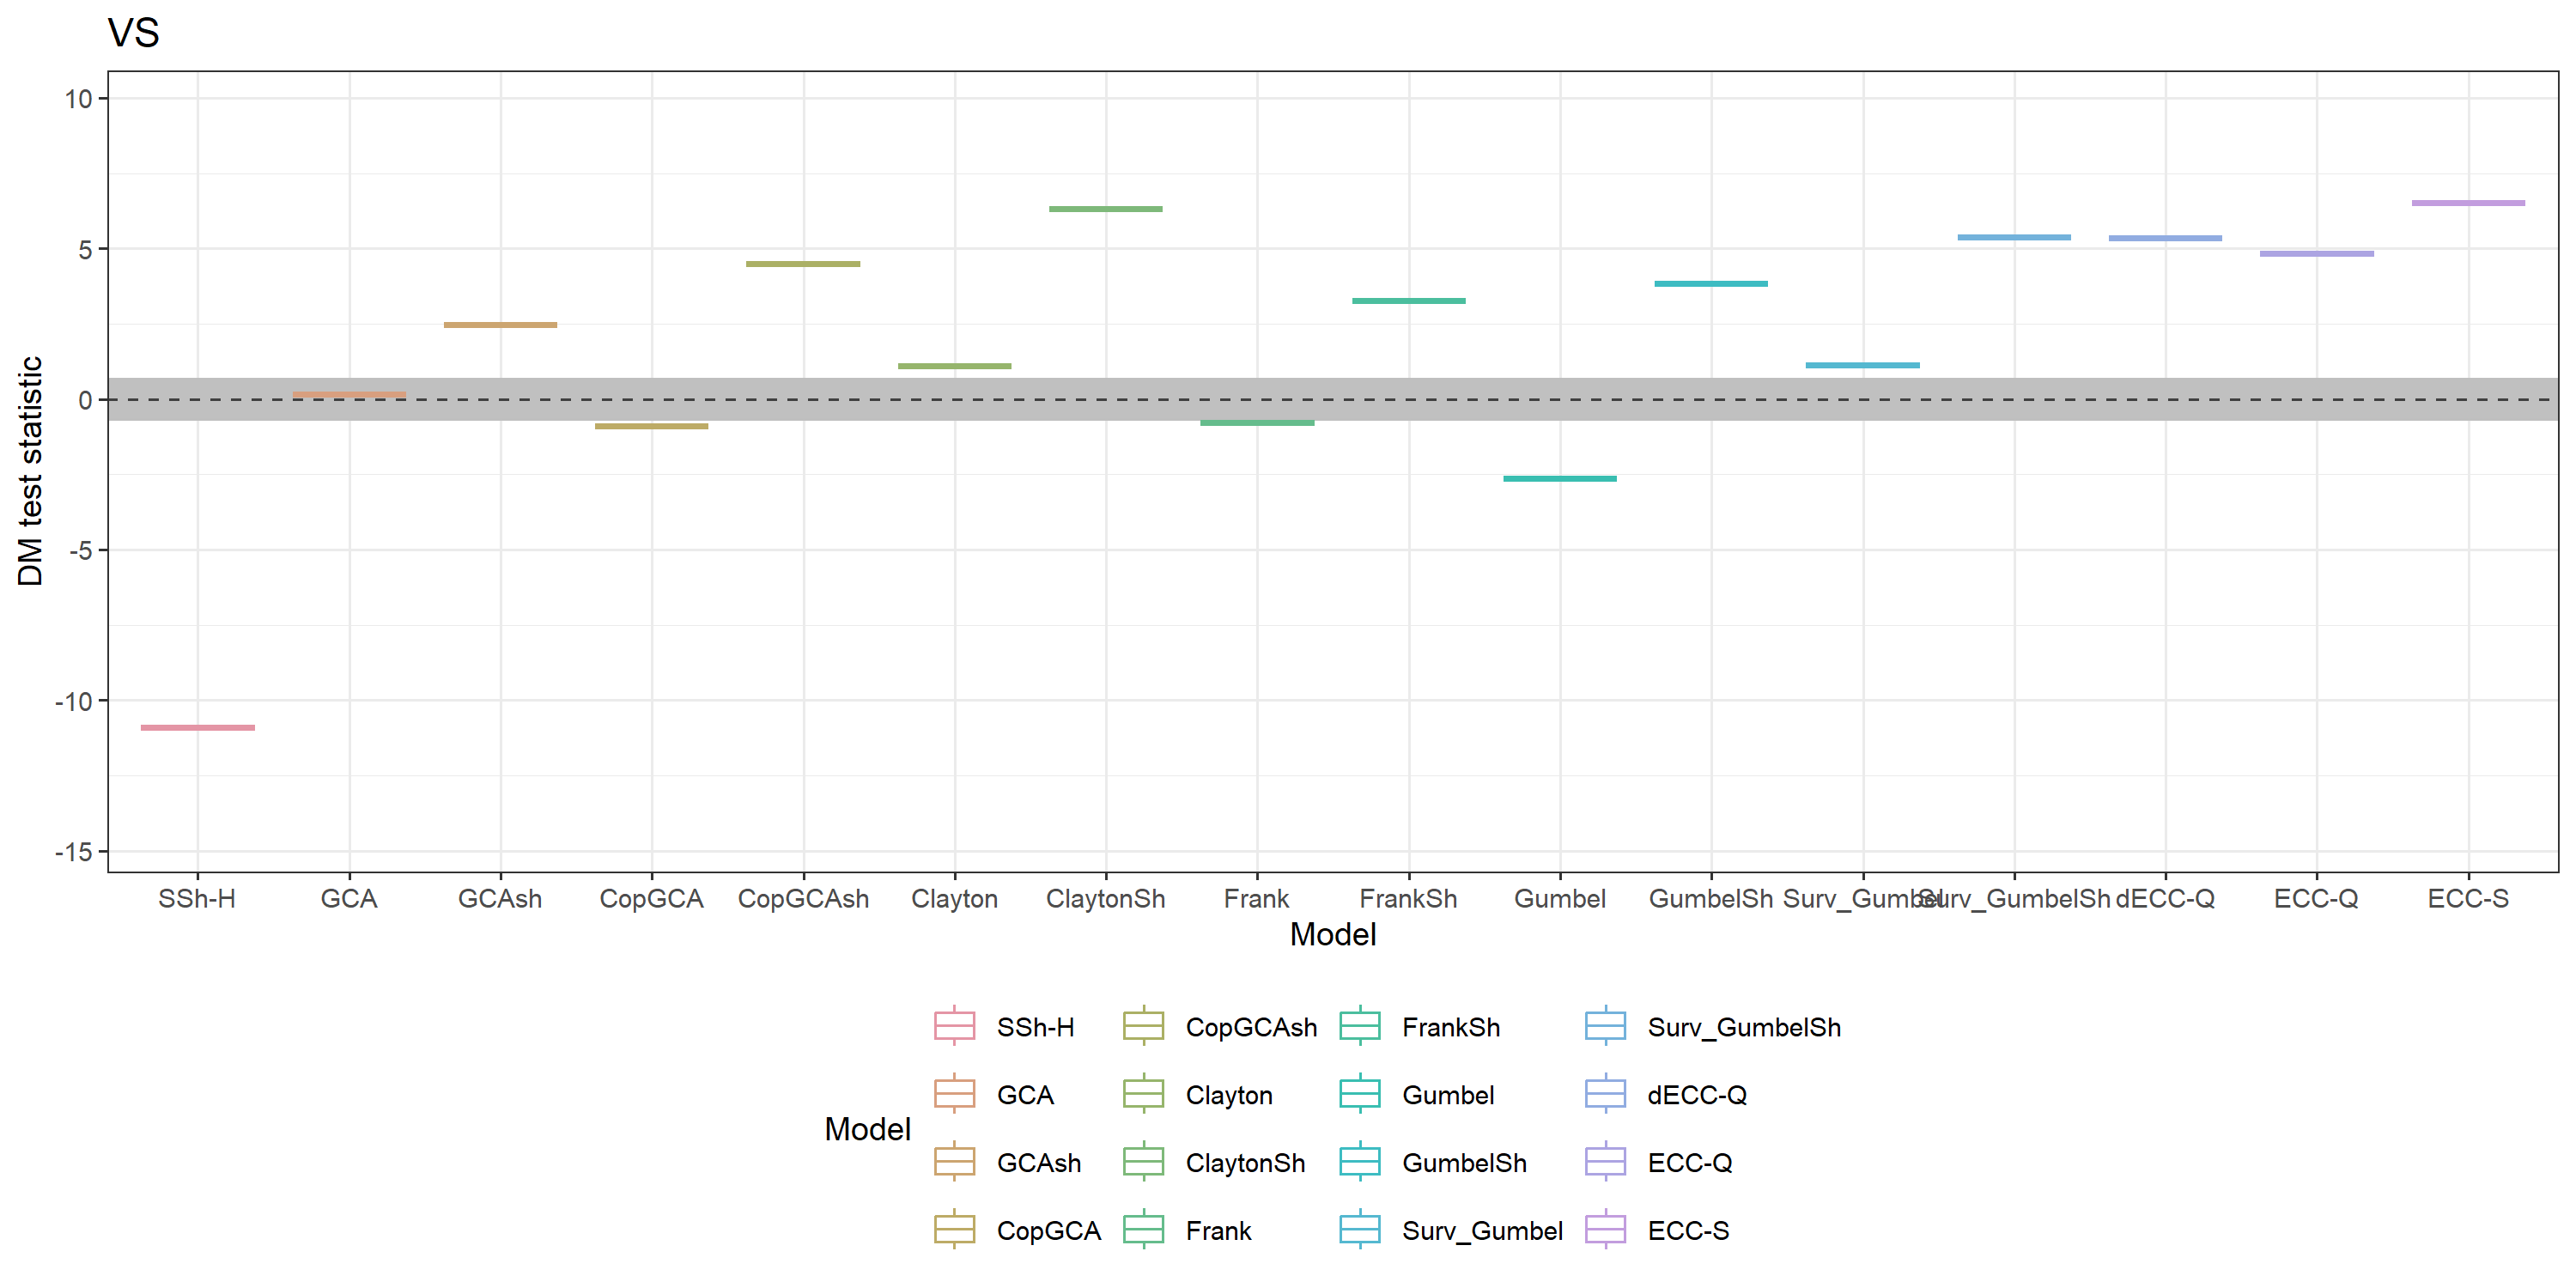 VS
DM test statistic
10
5
0
-5
-10
-15
SSh-H GCA GCAsh CopGCA CopGCAsh Clayton ClaytonSh Frank FrankSh Gumbel GumbelSh Surv_Gumbel Surv_GumbelSh dECC-Q ECC-Q ECC-S
Model
Model
SSh-H CopGCAsh FrankSh Surv_GumbelSh
GCA Clayton Gumbel dECC-Q
GCAsh ClaytonSh GumbelSh ECC-Q
CopGCA Frank Surv_Gumbel ECC-S